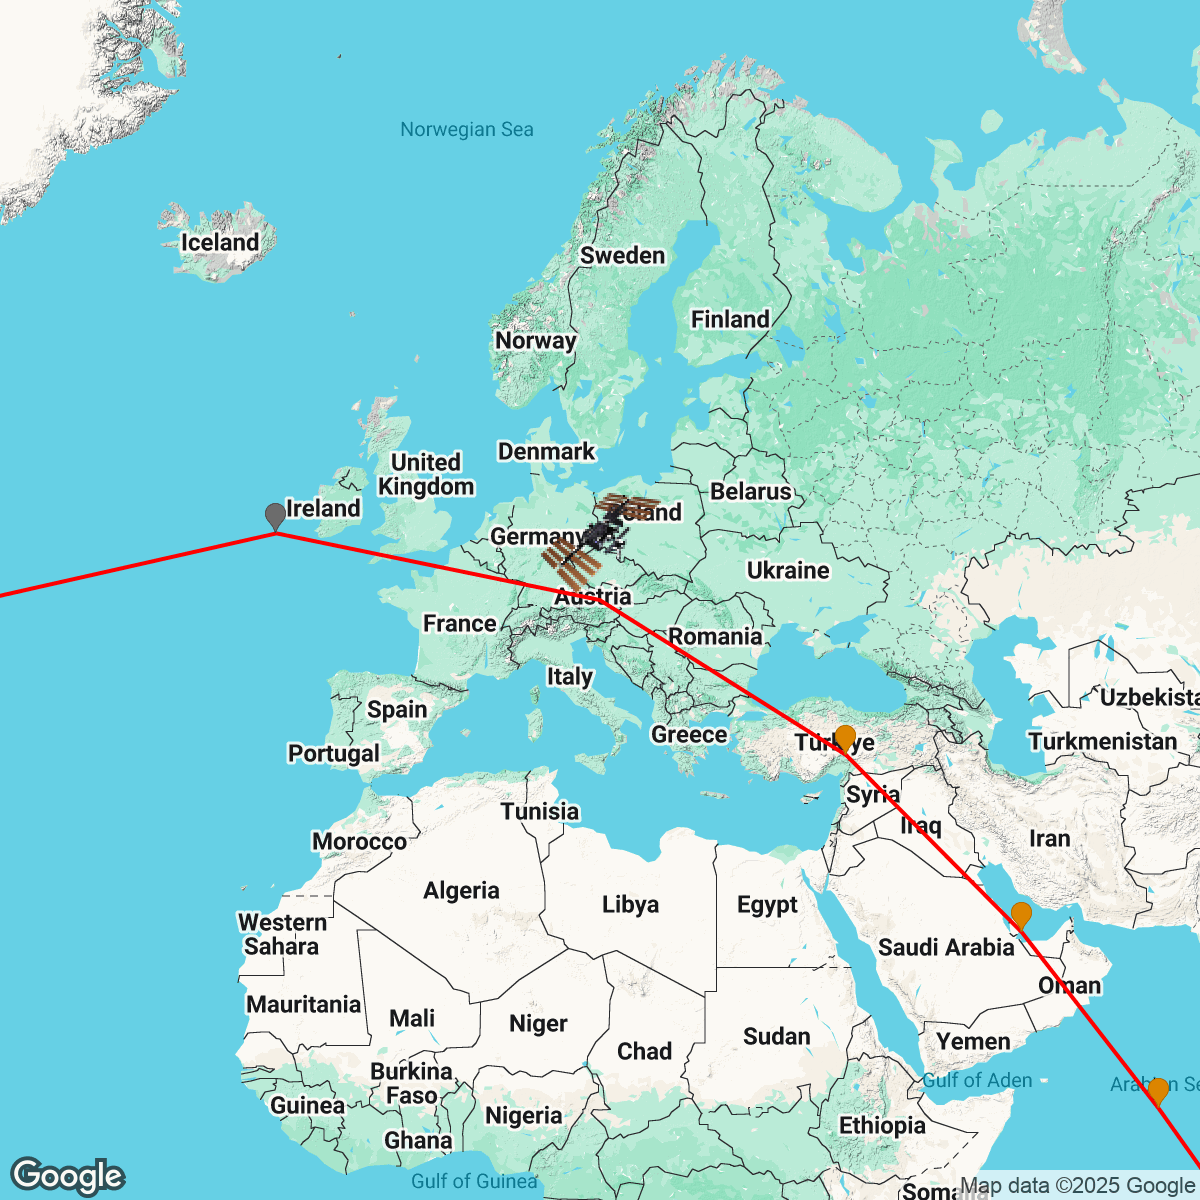 Norwegian Sea
Iceland
Sweden
Finland
Norway
Denmark
United
Kingdom
Belarus
Ireland
Poland
Germany
Ukraine
Austria
France
Romania
Italy
Uzbekista
Spain
Greece
Türkiye
Turkmenistan
Portugal
Syria
Tunisia
Iraq
Iran
Morocco
Algeria
Libya
Egypt
Western
Sahara
Saudi Arabia
Oman
Mauritania
Mali
Niger
Sudan
Yemen
Chad
Burkina
Faso
Gulf of Aden
Arabian Se
Guinea
Nigeria
Ethiopia
Ghana
Gulf of Guinea
Google
Map data ©2025 Google